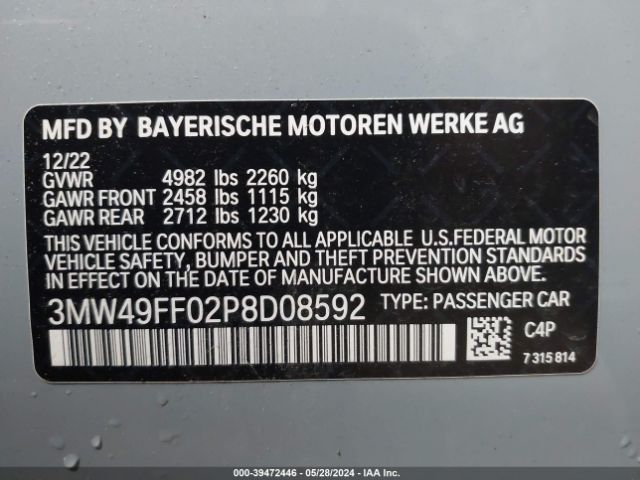 MFD BY BAYERISCHE MOTOREN WERKE AG
12/22
GVWR 4982 lbs 2260 kg
GAWR FRONT 2458 lbs 1115 kg
GAWR REAR 2712 lbs 1230 kg
THIS VEHICLE CONFORMS TO ALL APPLICABLE U.S.FEDERAL MOTOR
VEHICLE SAFETY, BUMPER AND THEFT PREVENTION STANDARDS
IN EFFECT ON THE DATE OF MANUFACTURE SHOWN ABOVE.
3MW49FF02P8D08592 TYPE: PASSENGER CAR
C4P
7 315 814
000-39472446 | 05/28/2024 - IAAI.COM